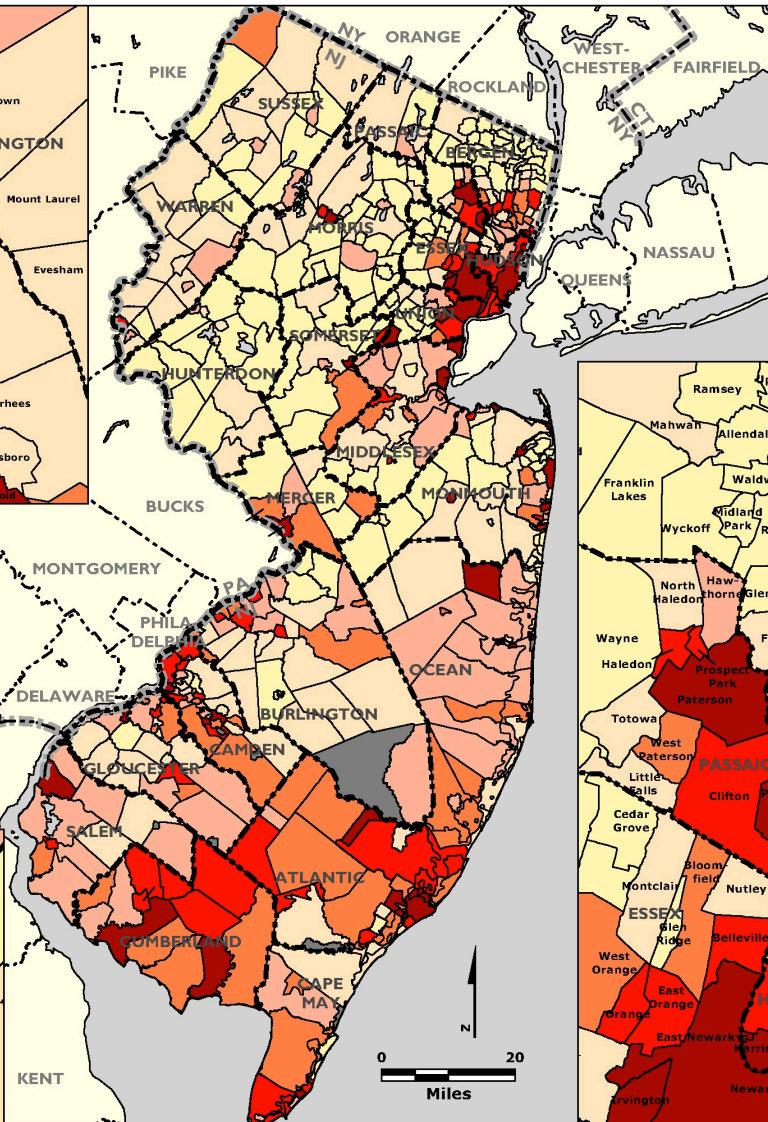 NY
ORANGE
NJ
WEST-
CHESTER
FAIRFIELD
PIKE
ROCKLAND
CT
NY
SUSSEX
PASSAIC
BERGEN
own
NGTON
Mount Laurel
WARREN
MORRIS
ESSEX
HUDSON
NASSAU
QUEENS
Evesham
UNION
SOMERSET
HUNTERDON
rhees
sboro
old
MIDDLESEX
MERCER
MONMOUTH
BUCKS
MONTGOMERY
PA
NJ
PHILA-
DELPHIA
OCEAN
DELAWARE
BURLINGTON
CAMDEN
GLOUCESTER
SALEM
ATLANTIC
CUMBERLAND
CAPE
MAY
KENT
N
0 20
Miles
Ramsey
Mahwah
Allendal
Franklin
Lakes
Waldw
Midland
Park
Wyckoff
R
North
Haledon
Haw-
thorne
Glen
Wayne
F
Haledon
Prospect
Park
Paterson
Totowa
West
Paterson
PASSAIC
Little
Falls
Clifton
P
Cedar
Grove
Bloom-
field
Montclair
Nutley
ESSEX
Glen
Ridge
Belleville
West
Orange
East
Orange
H
Orange
East Newark
Harris
Newar
Irvington